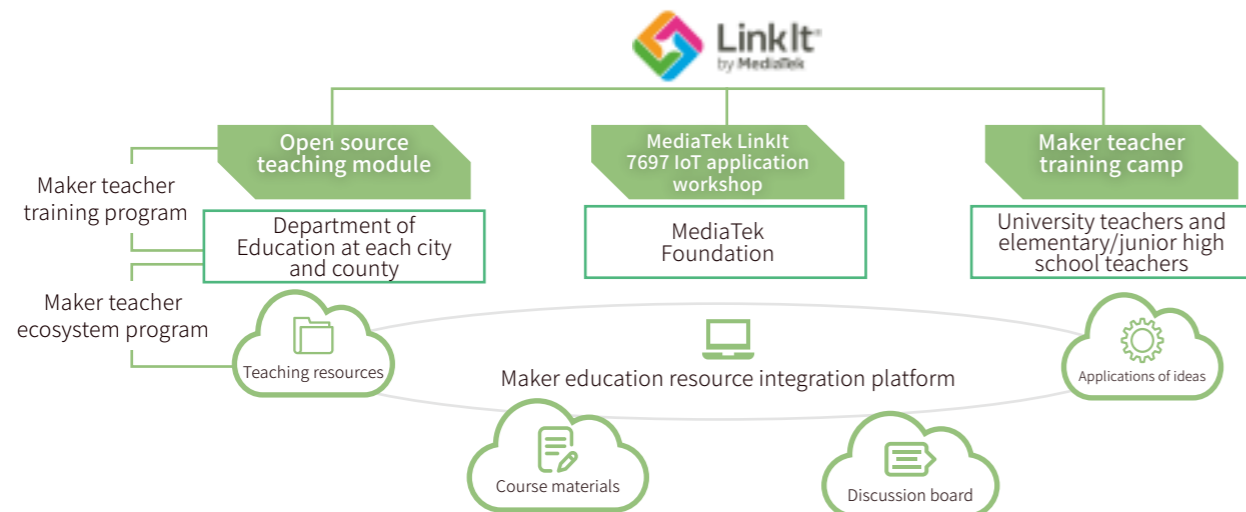 LinkIt
by MediaTek
Open source
teaching module
MediaTek LinkIt
7697 IoT application
workshop
Maker teacher
training camp
Maker teacher
training program
Department of
Education at each city
and county
MediaTek
Foundation
University teachers and
elementary/junior high
school teachers
Maker teacher
ecosystem program
Teaching resources
Maker education resource integration platform
Applications of ideas
Course materials
Discussion board